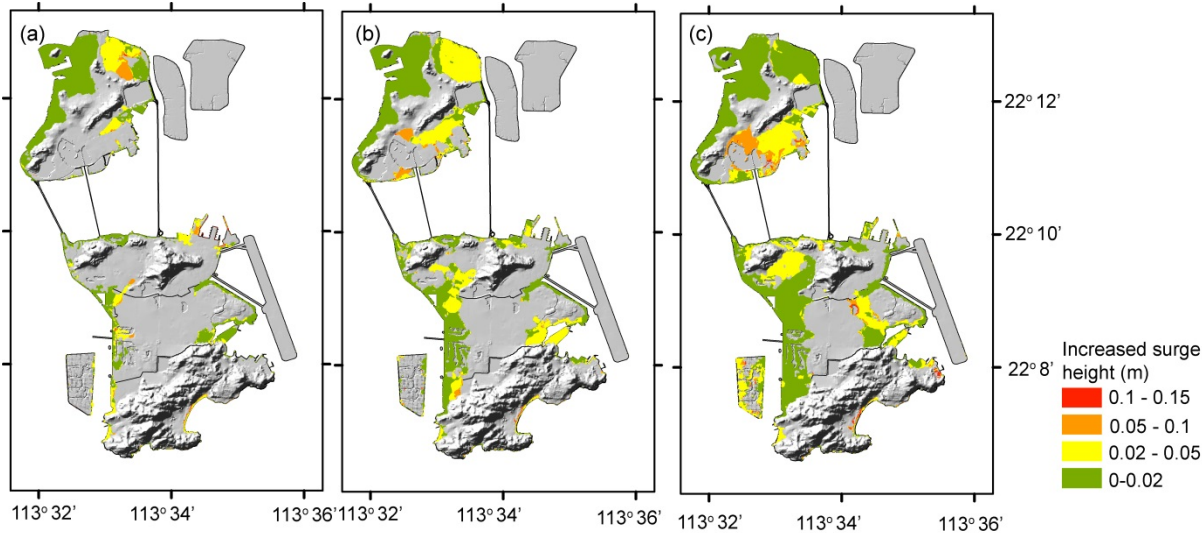 (a)
(b)
(c)
22° 12'
22° 10'
22° 8'
Increased surge
height (m)
0.1 - 0.15
0.05 - 0.1
0.02 - 0.05
0-0.02
113° 32' 113° 34' 113° 36' 113° 32' 113° 34' 113° 32' 113° 34' 113° 36'